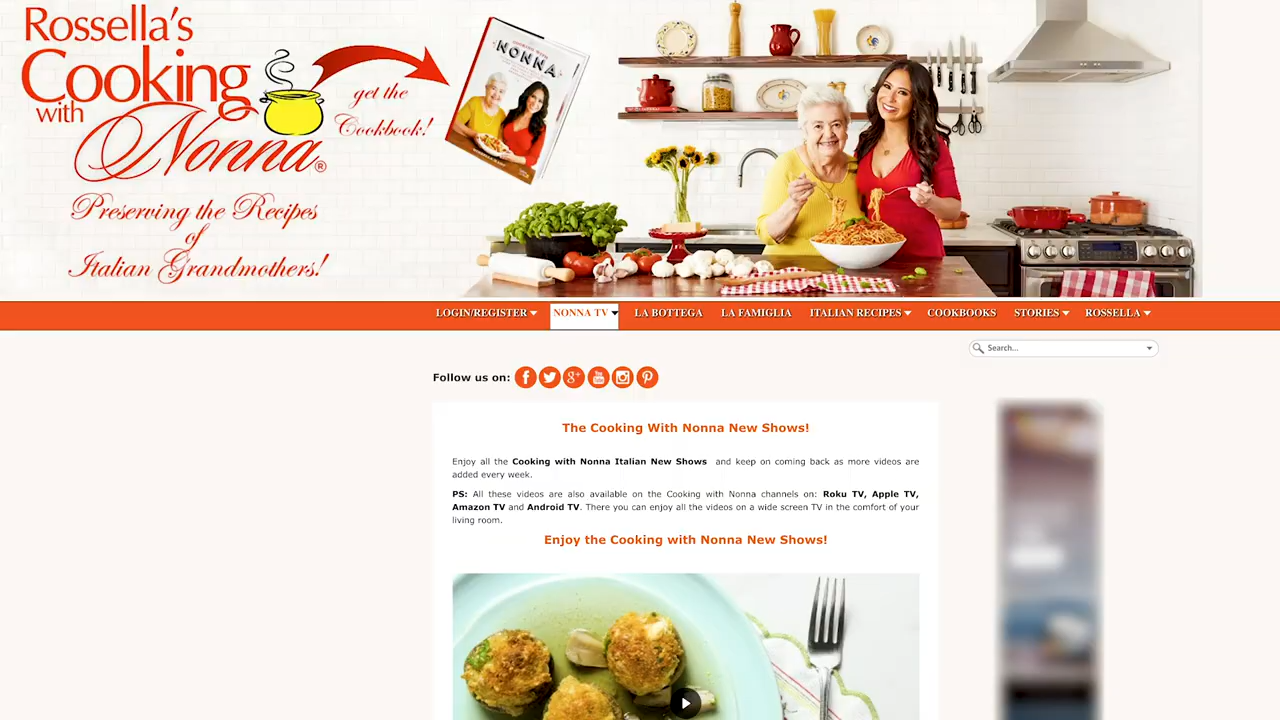 Rossella's
Cooking
with
Nonna®
get the
Cookbook!
NONNA
Preserving the Recipes
of
Italian Grandmothers!
LOGIN/REGISTER NONNA TV LA BOTTEGA LA FAMIGLIA ITALIAN RECIPES COOKBOOKS STORIES ROSSELLA
Search...
Follow us on:
The Cooking With Nonna New Shows!
Enjoy all the Cooking with Nonna Italian New Shows and keep on coming back as more videos are
added every week.
PS: All these videos are also available on the Cooking with Nonna channels on: Roku TV, Apple TV,
Amazon TV and Android TV. There you can enjoy all the videos on a wide screen TV in the comfort of your
living room.
Enjoy the Cooking with Nonna New Shows!